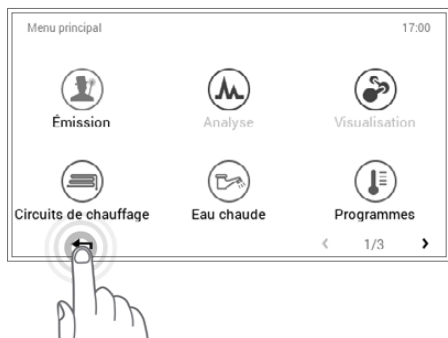 Menu principal 17:00
Émission Analyse Visualisation
Circuits de chauffage Eau chaude Programmes
< 1/3 >